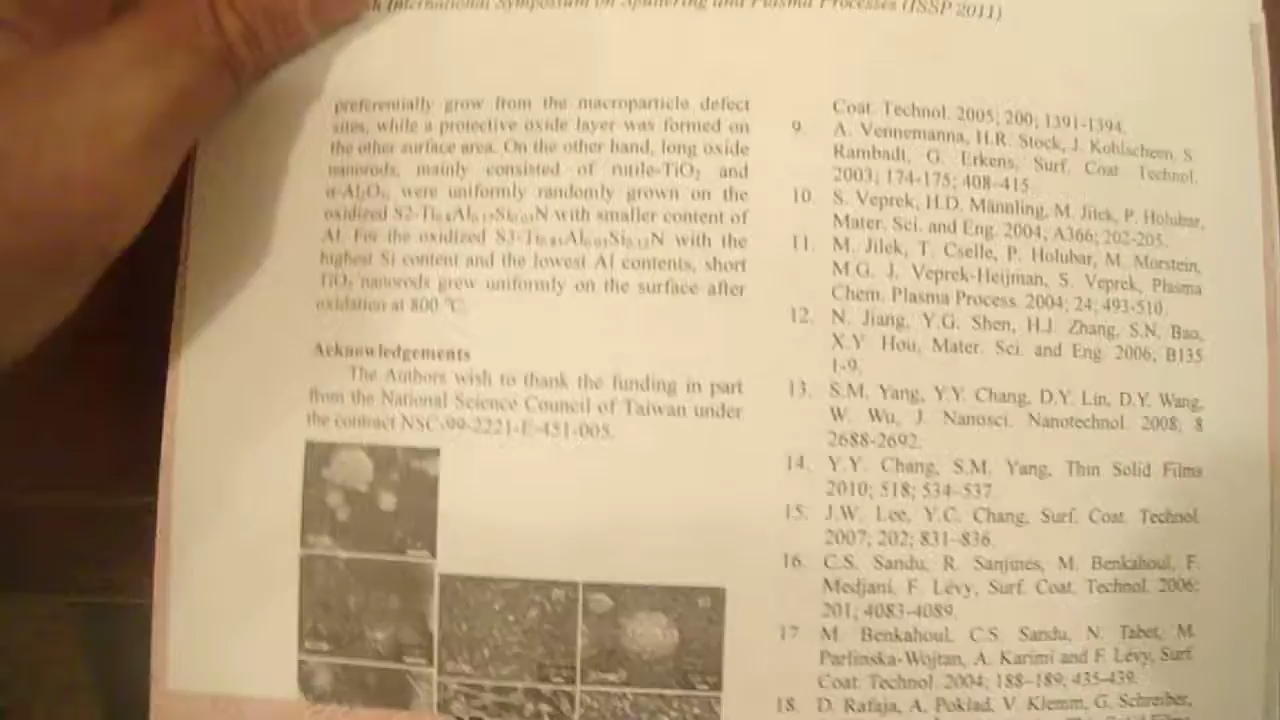 International Symposium on Sputtering and Plasma Processes (ISSP 2011)
preferentially grow from the macroparticle defect
sites, while a protective oxide layer was formed on
the other surface area. On the other hand, long oxide
nanorods, mainly consisted of rutile-TiO₂ and
α-Al₂O₃, were uniformly randomly grown on the
oxidized S2- with smaller content of
Al. For the oxidized S3- with the
highest Si content and the lowest Al contents, short
TiO₂ nanorods grew uniformly on the surface after
oxidation at 800 °C.
Acknowledgements
The Authors wish to thank the funding in part
from the National Science Council of Taiwan under
the contract NSC-99-2221-E-451-005.
Coat. Technol. 2005; 200; 1391-1394.
9. A. Vennemanna, H.R. Stock, J. Kohlscheen, S.
Rambadt, G. Erkens, Surf. Coat. Technol.
2003; 174-175; 408-415.
10. S. Veprek, H.D. Männling, M. Jilek, P. Holubar,
Mater. Sci. and Eng. 2004; A366; 202-205.
11. M. Jilek, T. Cselle, P. Holubar, M. Morstein,
M.G. J. Veprek-Heijman, S. Veprek, Plasma
Chem. Plasma Process. 2004; 24; 493-510.
12. N. Jiang, Y.G. Shen, H.J. Zhang, S.N. Bao,
X.Y. Hou, Mater. Sci. and Eng. 2006; B135
1-9.
13. S.M. Yang, Y.Y. Chang, D.Y. Lin, D.Y. Wang,
W. Wu, J. Nanosci. Nanotechnol. 2008; 8
2688-2692.
14. Y.Y. Chang, S.M. Yang, Thin Solid Films
2010; 518; S34-S37.
15. J.W. Lee, Y.C. Chang, Surf. Coat. Technol.
2007; 202; 831-836.
16. C.S. Sandu, R. Sanjinés, M. Benkahoul, F.
Medjani, F. Lévy, Surf. Coat. Technol. 2006;
201; 4083-4089.
17. M. Benkahoul, C.S. Sandu, N. Tabet, M.
Parlinska-Wojtan, A. Karimi and F. Lévy, Surf.
Coat. Technol. 2004; 188-189; 435-439.
18. D. Rafaja, A. Poklad, V. Klemm, G. Schreiber,